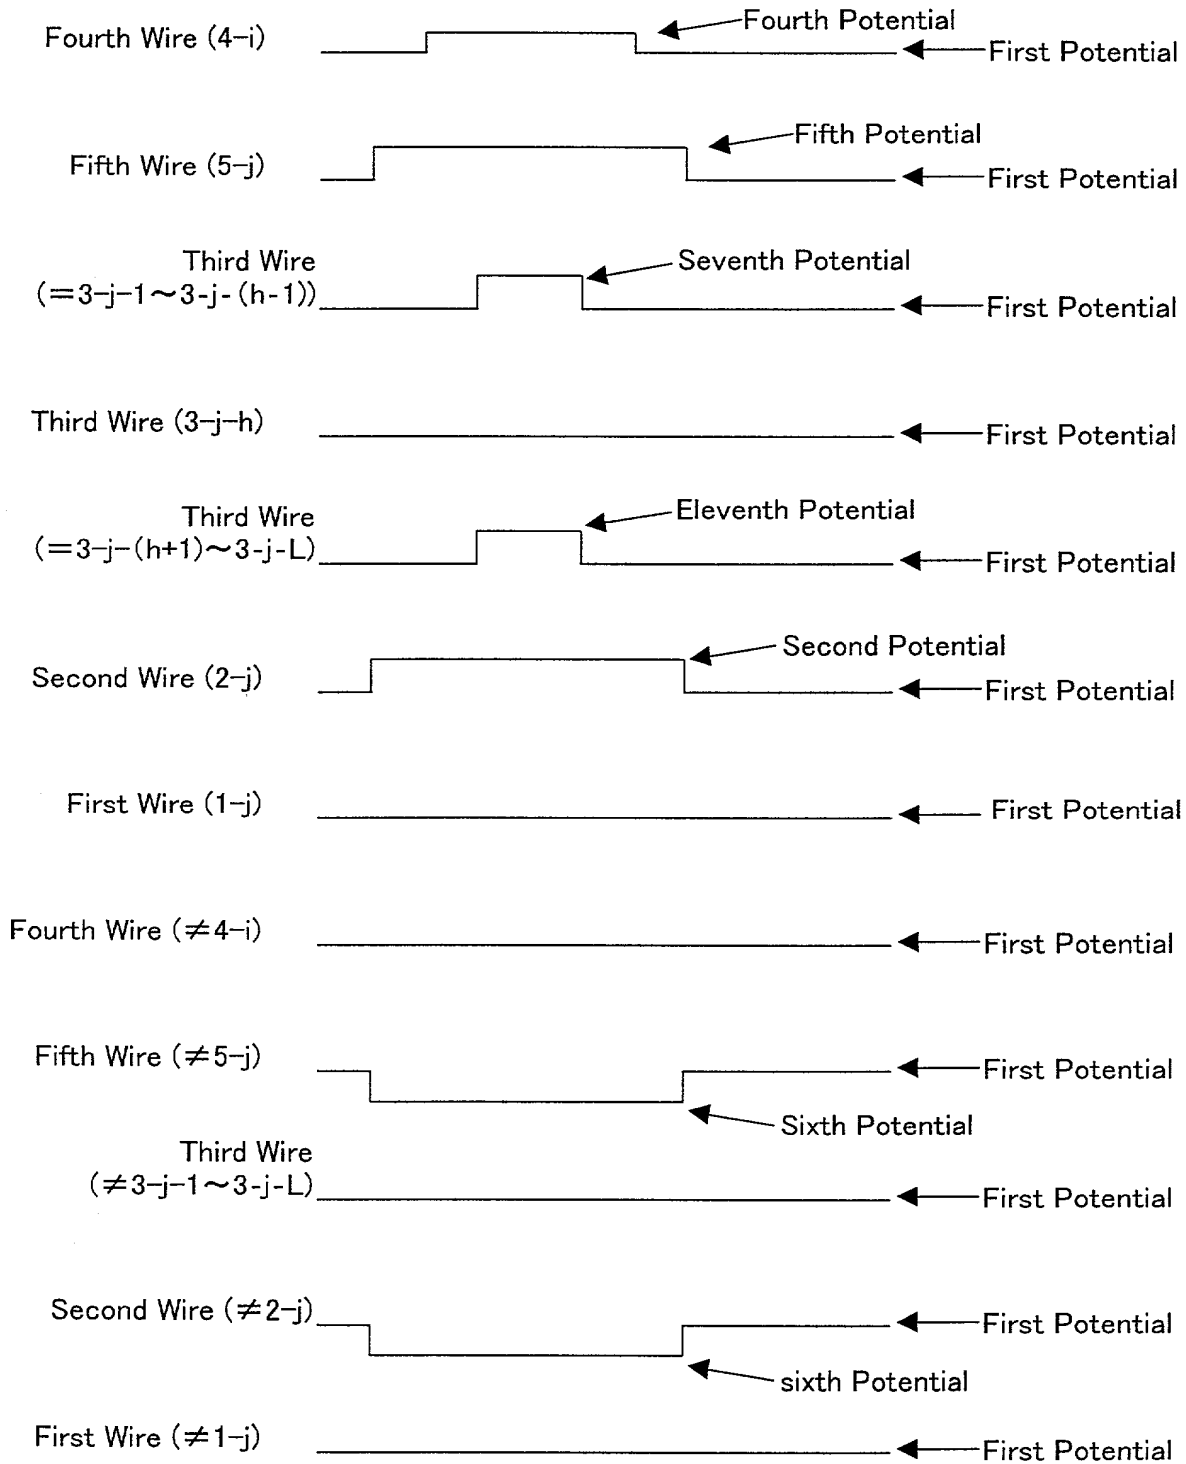 Fourth Wire (4-i)
Fourth Potential
First Potential
Fifth Wire (5-j)
Fifth Potential
First Potential
Third Wire
(=3-j-1~3-j-(h-1))
Seventh Potential
First Potential
Third Wire (3-j-h)
First Potential
Third Wire
(=3-j-(h+1)~3-j-L)
Eleventh Potential
First Potential
Second Wire (2-j)
Second Potential
First Potential
First Wire (1-j)
First Potential
Fourth Wire (≠4-i)
First Potential
Fifth Wire (≠5-j)
First Potential
Sixth Potential
Third Wire
(≠3-j-1~3-j-L)
First Potential
Second Wire (≠2-j)
First Potential
sixth Potential
First Wire (≠1-j)
First Potential